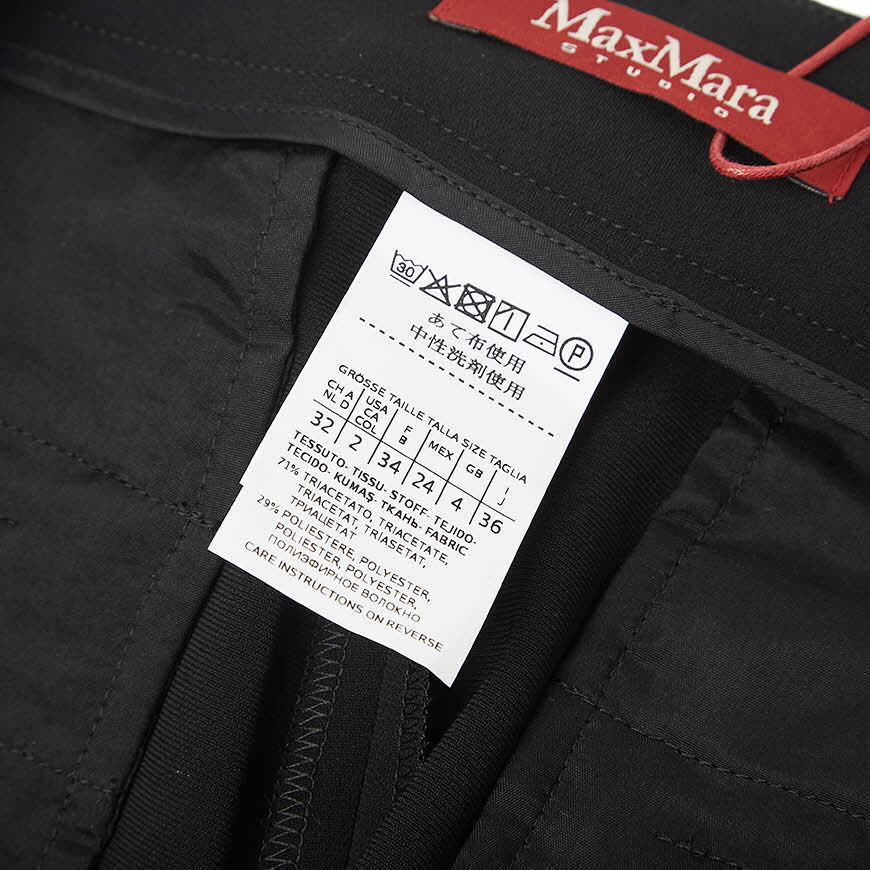 MaxMara
STUDIO
30
P
あて布使用
中性洗剤使用
GRÖSSE TAILLE TALLA SIZE TAGLIA
CH A NL D
USA CA COL
F B
MEX
GB
I J
32 2 34 24 4 36
TESSUTO- TISSU- STOFF- TEJIDO-
TECIDO- KUMAŞ- ТКАНЬ- FABRIC
71% TRIACETATO, TRIACETATE,
TRIACETAT, TRIASETAT,
ТРИАЦЕТАТ
29% POLIESTERE, POLYESTER,
POLIESTER, POLYESTER,
ПОЛИЭФИРНОЕ ВОЛОКНО
CARE INSTRUCTIONS ON REVERSE